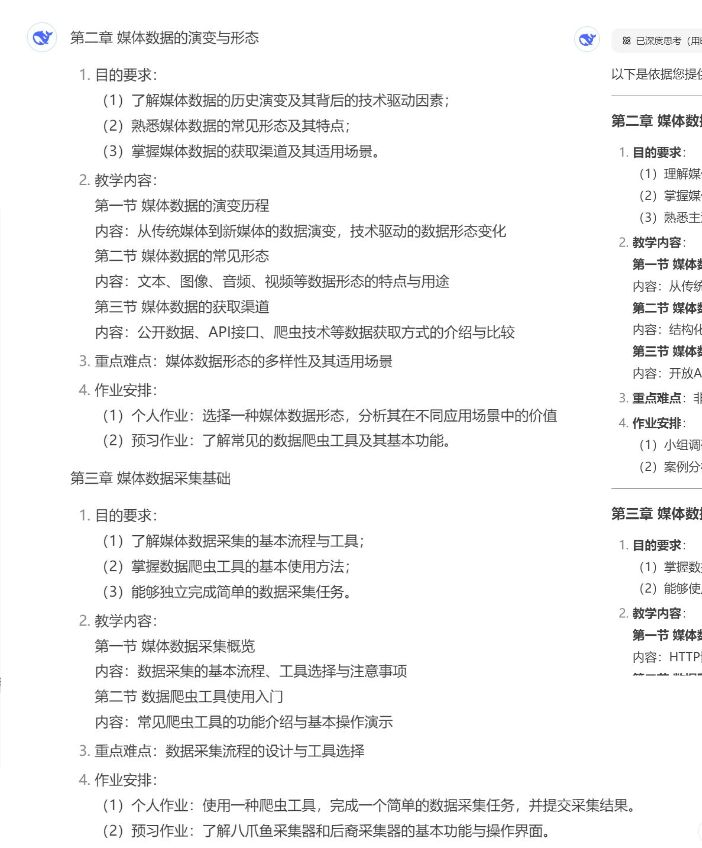 第二章 媒体数据的演变与形态
1. 目的要求：
（1）了解媒体数据的历史演变及其背后的技术驱动因素；
（2）熟悉媒体数据的常见形态及其特点；
（3）掌握媒体数据的获取渠道及其适用场景。
2. 教学内容：
第一节 媒体数据的演变历程
内容：从传统媒体到新媒体的数据演变，技术驱动的数据形态变化
第二节 媒体数据的常见形态
内容：文本、图像、音频、视频等数据形态的特点与用途
第三节 媒体数据的获取渠道
内容：公开数据、API接口、爬虫技术等数据获取方式的介绍与比较
3. 重点难点：媒体数据形态的多样性及其适用场景
4. 作业安排：
（1）个人作业：选择一种媒体数据形态，分析其在不同应用场景中的价值
（2）预习作业：了解常见的数据爬虫工具及其基本功能。
第三章 媒体数据采集基础
1. 目的要求：
（1）了解媒体数据采集的基本流程与工具；
（2）掌握数据爬虫工具的基本使用方法；
（3）能够独立完成简单的数据采集任务。
2. 教学内容：
第一节 媒体数据采集概览
内容：数据采集的基本流程、工具选择与注意事项
第二节 数据爬虫工具使用入门
内容：常见爬虫工具的功能介绍与基本操作演示
3. 重点难点：数据采集流程的设计与工具选择
4. 作业安排：
（1）个人作业：使用一种爬虫工具，完成一个简单的数据采集任务，并提交采集结果。
（2）预习作业：了解八爪鱼采集器和后裔采集器的基本功能与操作界面。
已深度思考（用
以下是依据您提
第二章 媒体数
1. 目的要求：
（1）理解媒
（2）掌握媒
（3）熟悉主
2. 教学内容：
第一节 媒体
内容：从传
第二节 媒体
内容：结构
第三节 媒体
内容：开放A
3. 重点难点：
4. 作业安排：
（1）小组调
（2）案例分
第三章 媒体数
1. 目的要求：
（1）掌握数
（2）能够使
2. 教学内容：
第一节 媒体
内容：HTTP